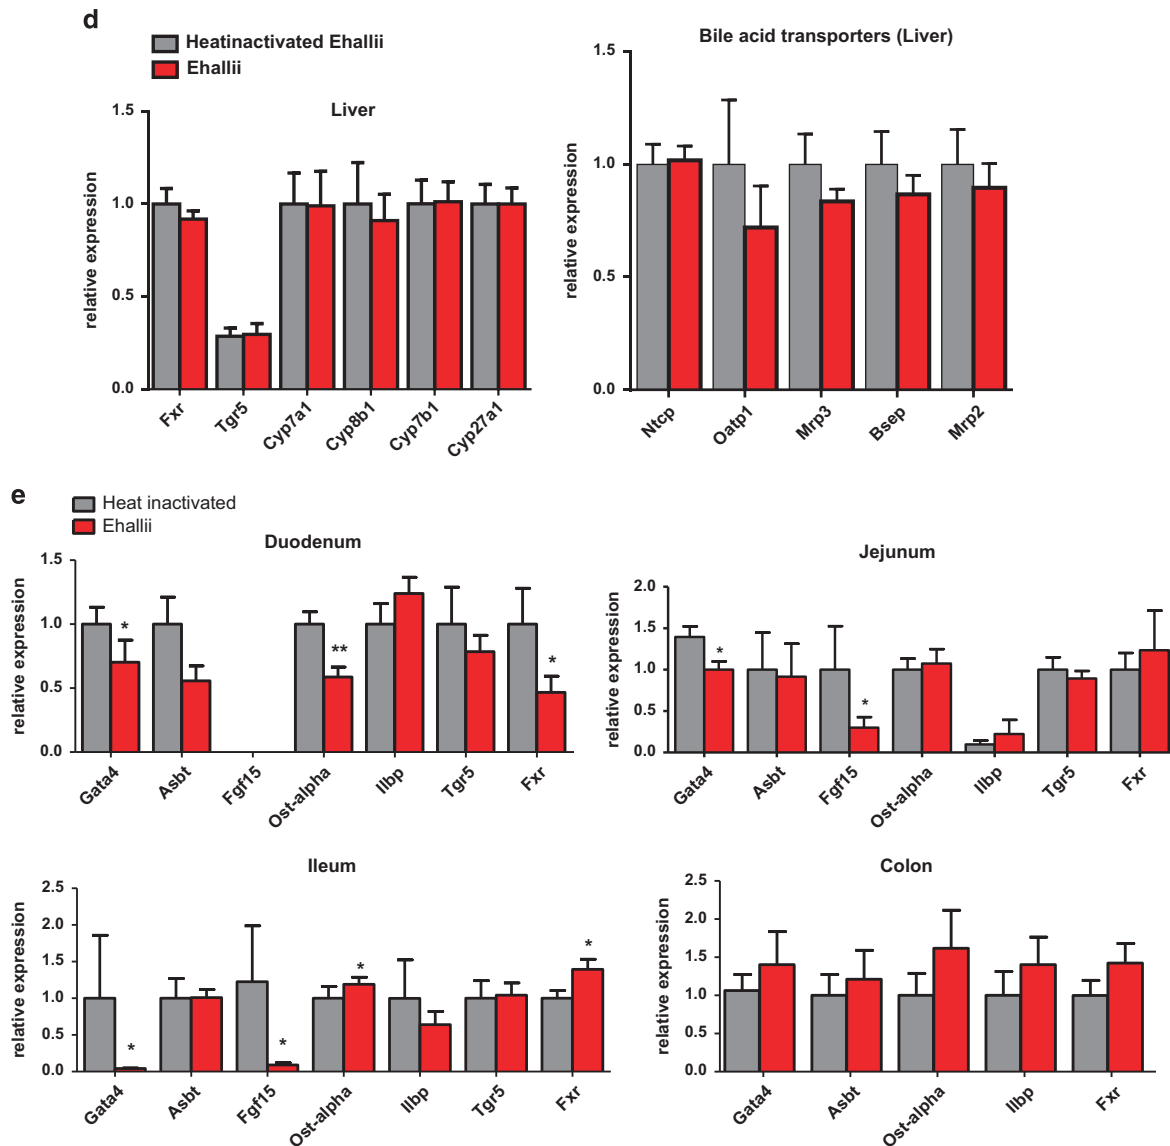 d
Heatinactivated Ehallii
Ehallii
Liver
relative expression
1.5
1.0
0.5
0.0
Fxr
Tgr5
Cyp7a1
Cyp8b1
Cyp7b1
Cyp27a1
Bile acid transporters (Liver)
relative expression
1.5
1.0
0.5
0.0
Ntcp
Oatp1
Mrp3
Bsep
Mrp2
e
Heat inactivated
Ehallii
Duodenum
relative expression
1.5
1.0
0.5
0.0
*
**
*
Gata4
Asbt
Fgf15
Ost-alpha
Ilbp
Tgr5
Fxr
Jejunum
relative expression
2.0
1.5
1.0
0.5
0.0
*
*
Gata4
Asbt
Fgf15
Ost-alpha
Ilbp
Tgr5
Fxr
Ileum
relative expression
2.5
2.0
1.5
1.0
0.5
0.0
*
*
*
*
Gata4
Asbt
Fgf15
Ost-alpha
Ilbp
Tgr5
Fxr
Colon
relative expression
2.5
2.0
1.5
1.0
0.5
0.0
Gata4
Asbt
Ost-alpha
Ilbp
Fxr